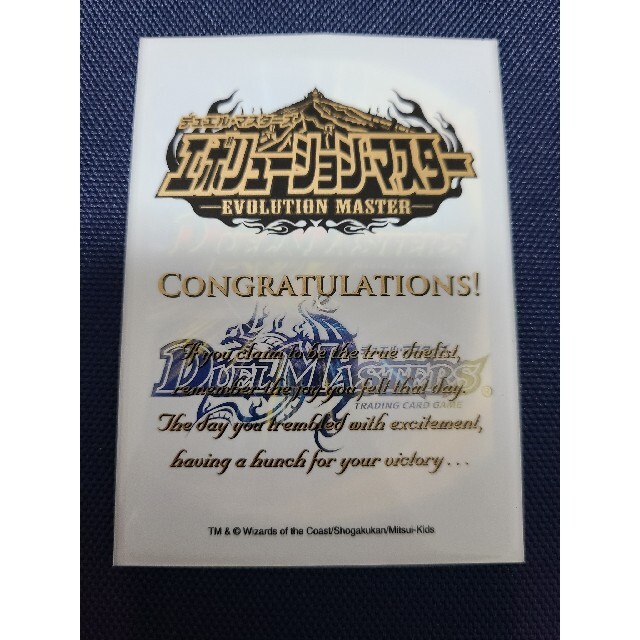 デュエル・マスターズ
エボリューション・マスター
EVOLUTION MASTER
CONGRATULATIONS!
If you claim to be the true duelist,
DUEL MASTERS
remember the joy you felt that day.
TRADING CARD GAME
The day you trembled with excitement,
having a hunch for your victory...
TM & © Wizards of the Coast/Shogakukan/Mitsui-Kids